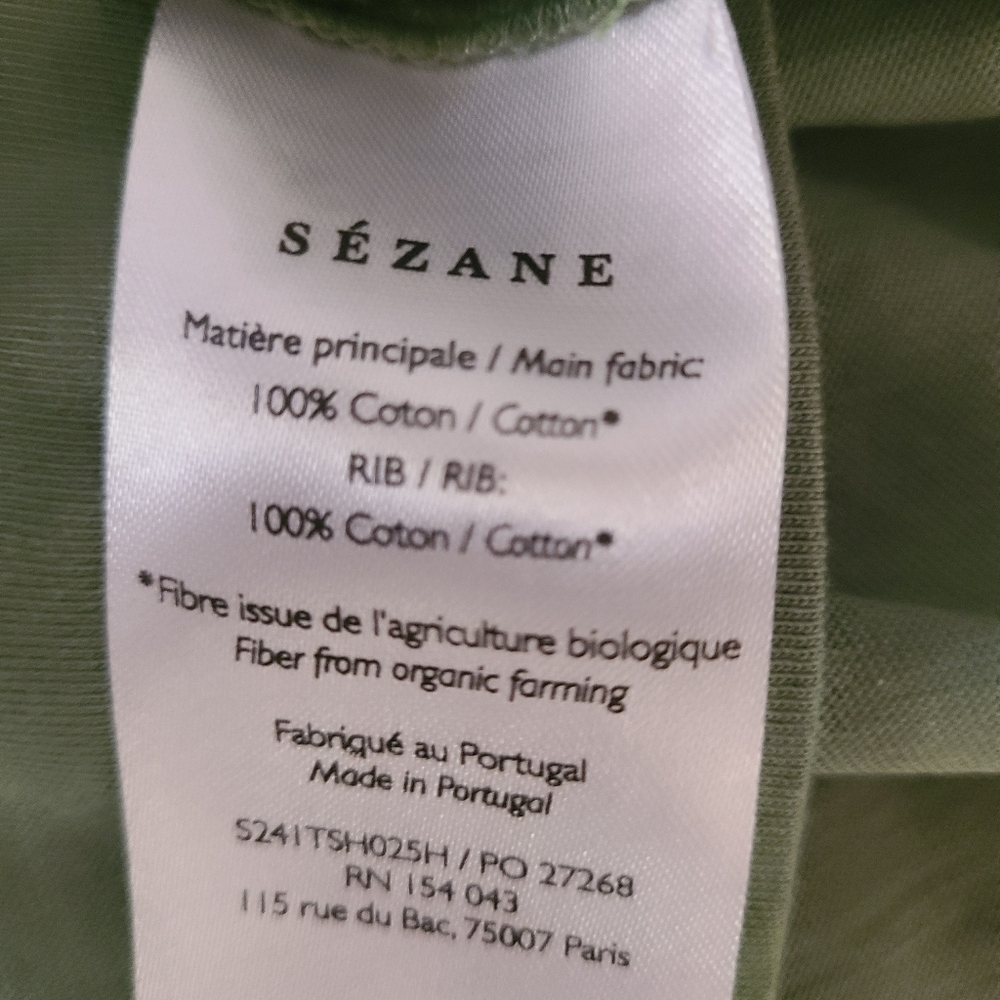 SÉZANE
Matière principale / Main fabric:
100% Coton / Cotton*
RIB / RIB:
100% Coton / Cotton*
*Fibre issue de l'agriculture biologique
Fiber from organic farming
Fabriqué au Portugal
Made in Portugal
S241TSH025H / PO 27268
RN 154 043
115 rue du Bac, 75007 Paris